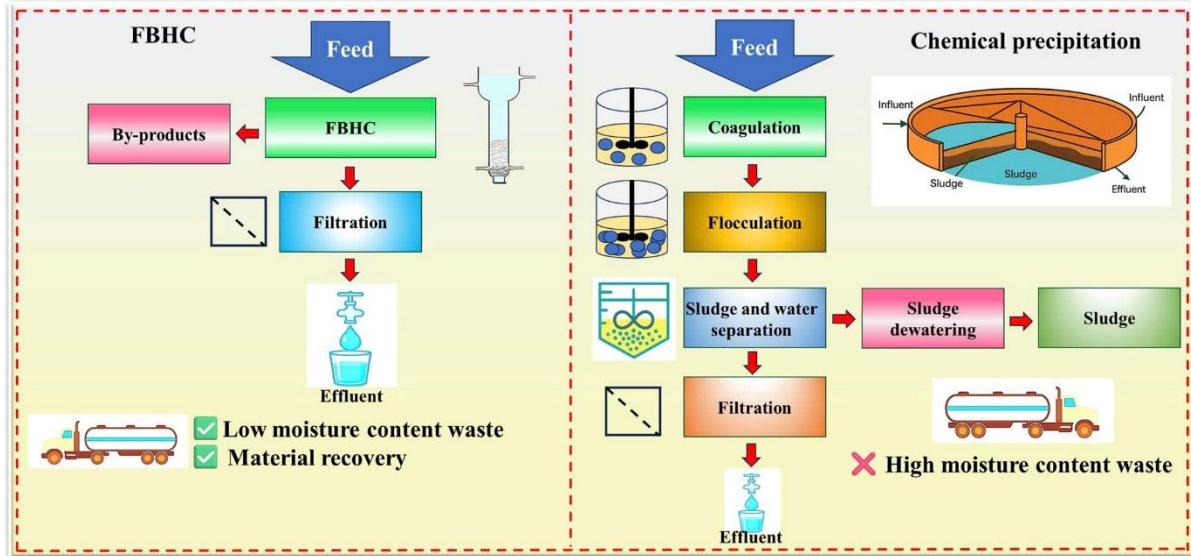 FBHC
Feed
By-products
FBHC
Filtration
Effluent
Low moisture content waste
Material recovery
Feed
Chemical precipitation
Coagulation
Influent
Influent
Sludge
Sludge
Effluent
Flocculation
Sludge and water
separation
Sludge
dewatering
Sludge
Filtration
High moisture content waste
Effluent